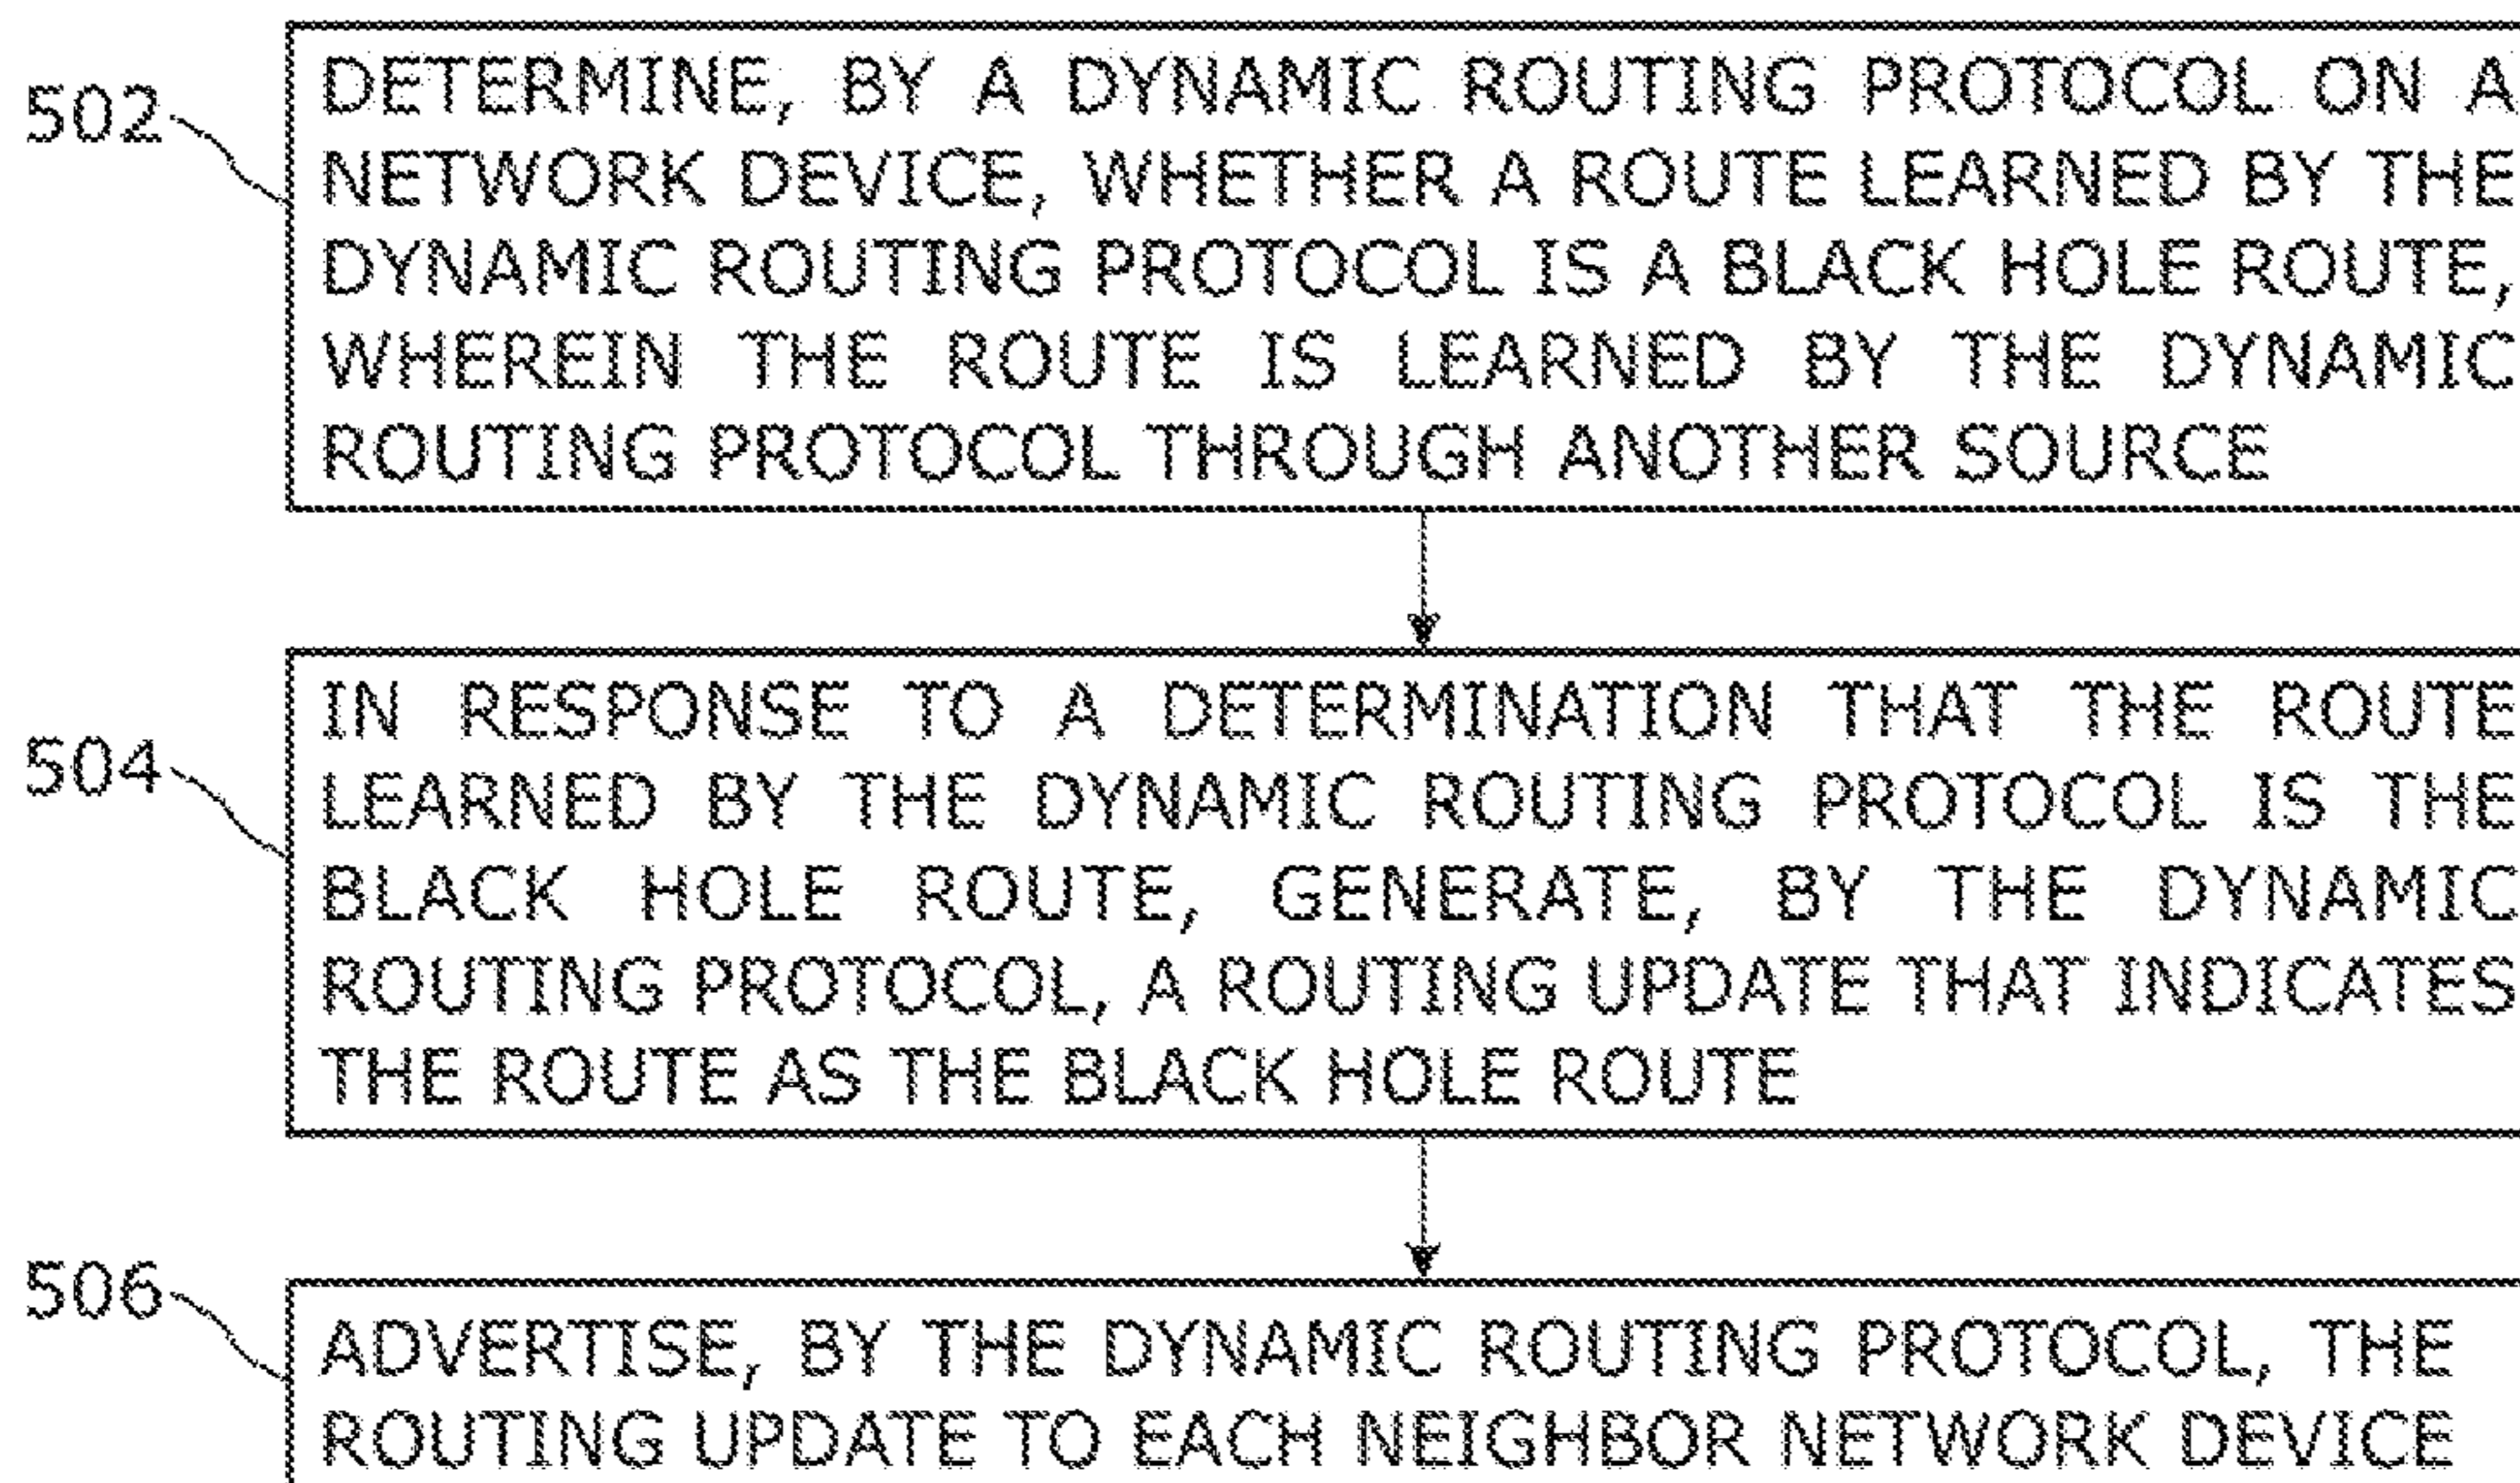 502
DETERMINE, BY A DYNAMIC ROUTING PROTOCOL ON A
NETWORK DEVICE, WHETHER A ROUTE LEARNED BY THE
DYNAMIC ROUTING PROTOCOL IS A BLACK HOLE ROUTE,
WHEREIN THE ROUTE IS LEARNED BY THE DYNAMIC
ROUTING PROTOCOL THROUGH ANOTHER SOURCE
504
IN RESPONSE TO A DETERMINATION THAT THE ROUTE
LEARNED BY THE DYNAMIC ROUTING PROTOCOL IS THE
BLACK HOLE ROUTE, GENERATE, BY THE DYNAMIC
ROUTING PROTOCOL, A ROUTING UPDATE THAT INDICATES
THE ROUTE AS THE BLACK HOLE ROUTE
506
ADVERTISE, BY THE DYNAMIC ROUTING PROTOCOL, THE
ROUTING UPDATE TO EACH NEIGHBOR NETWORK DEVICE